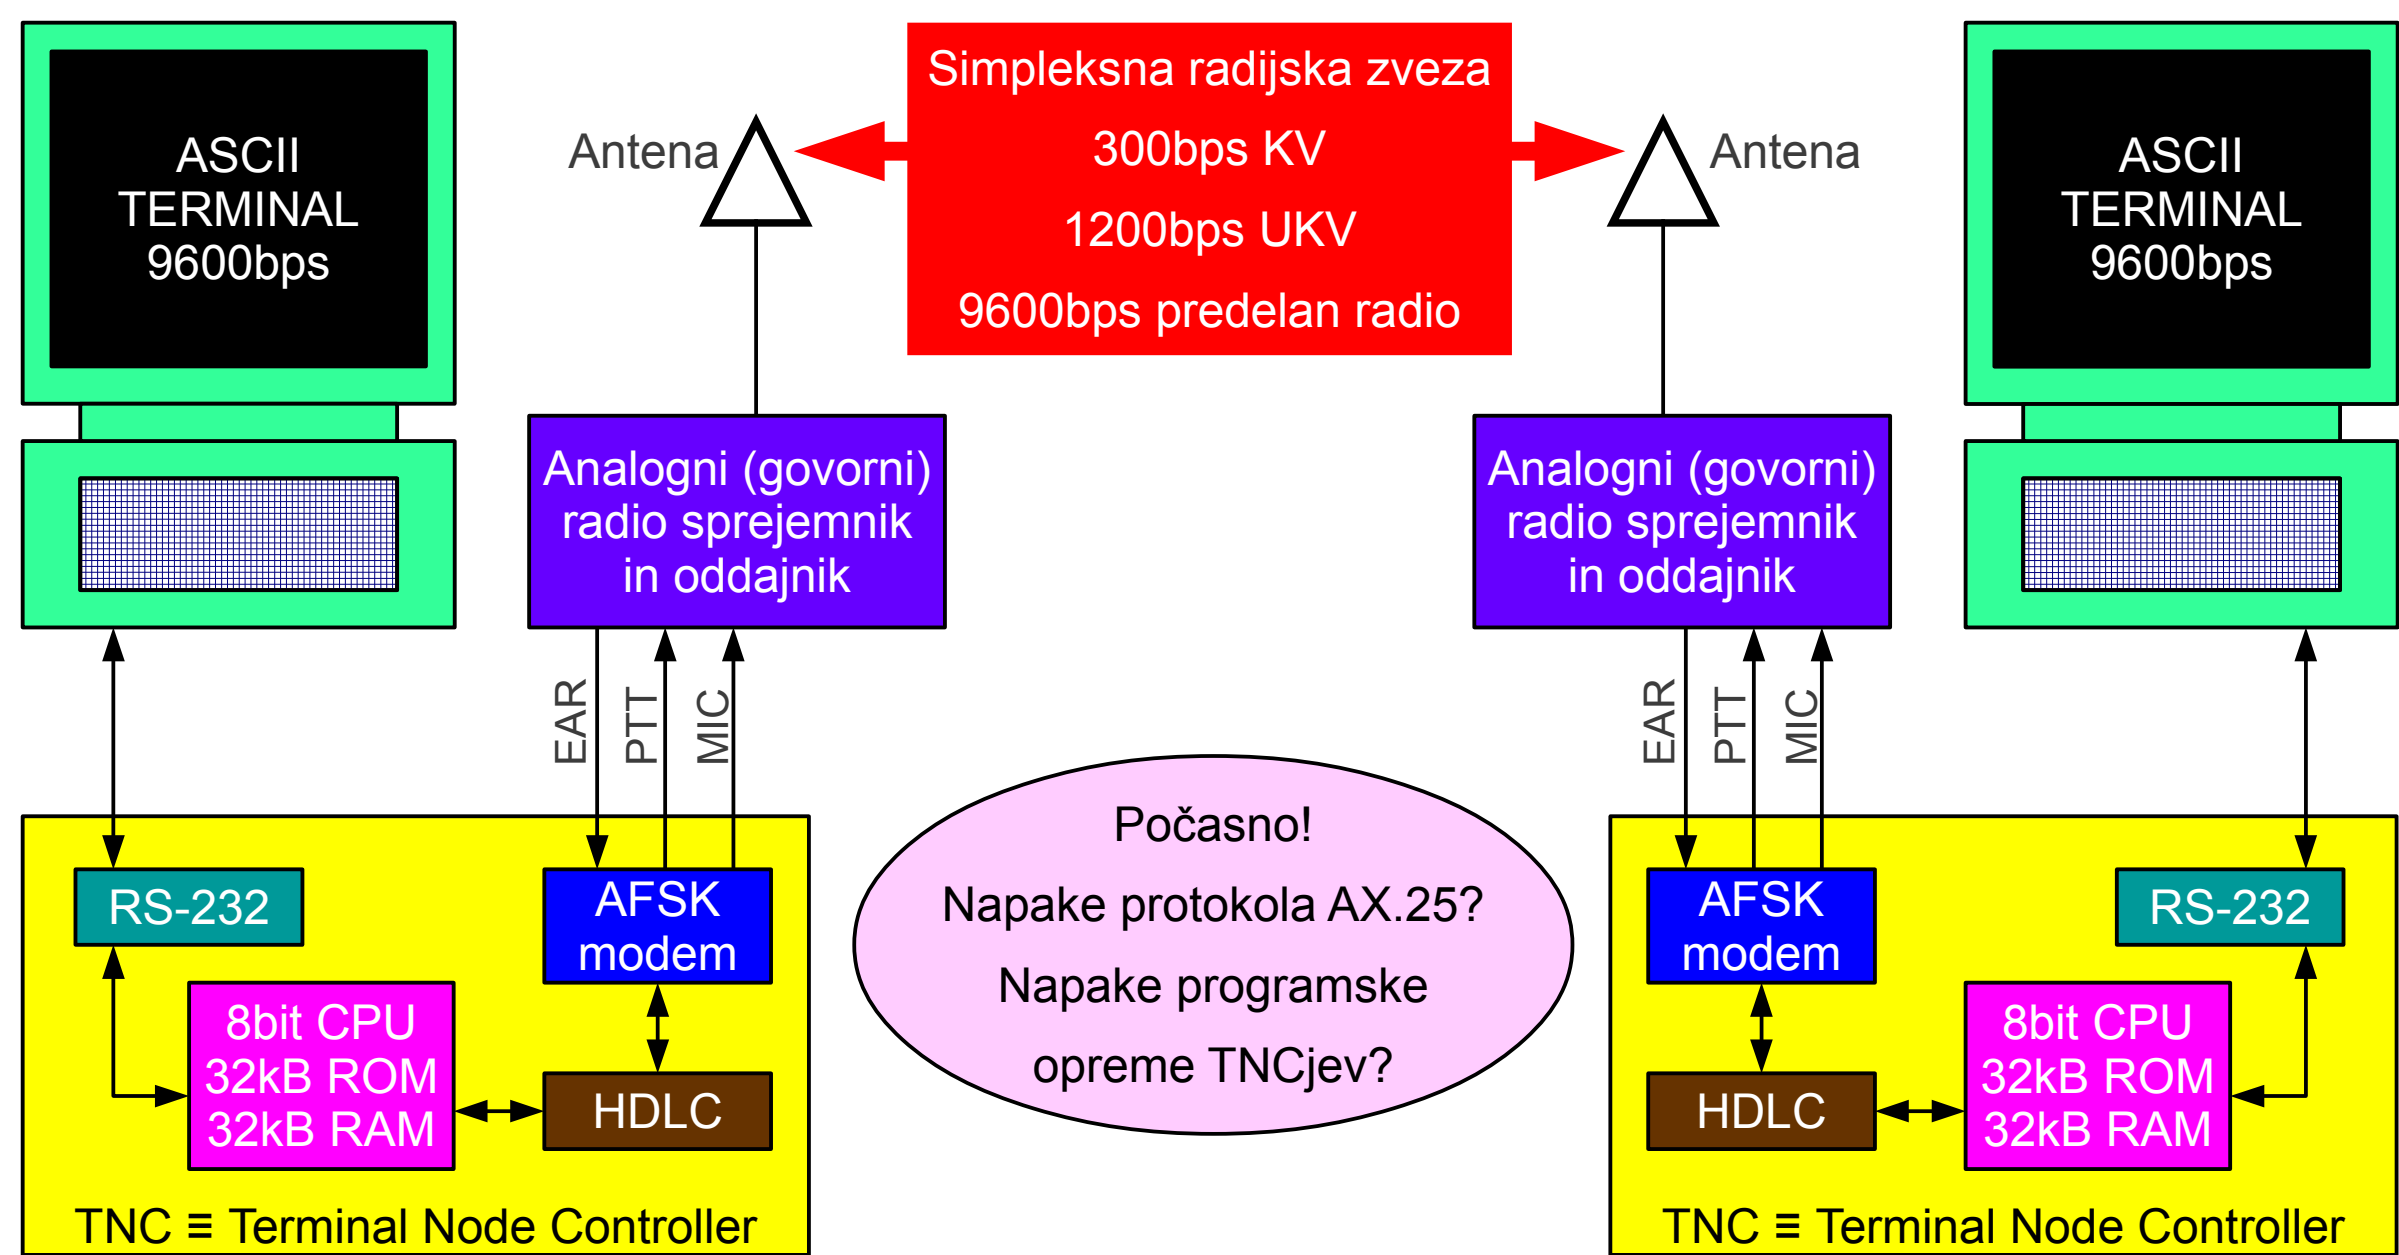 ASCII
TERMINAL
9600bps
Antena
Simpleksna radijska zveza
300bps KV
1200bps UKV
9600bps predelan radio
Antena
ASCII
TERMINAL
9600bps
Analogni (govorni)
radio sprejemnik
in oddajnik
Analogni (govorni)
radio sprejemnik
in oddajnik
EAR
PTT
MIC
EAR
PTT
MIC
RS-232
AFSK
modem
8bit CPU
32kB ROM
32kB RAM
HDLC
TNC ≡ Terminal Node Controller
Počasno!
Napake protokola AX.25?
Napake programske
opreme TNCjev?
AFSK
modem
RS-232
HDLC
8bit CPU
32kB ROM
32kB RAM
TNC ≡ Terminal Node Controller